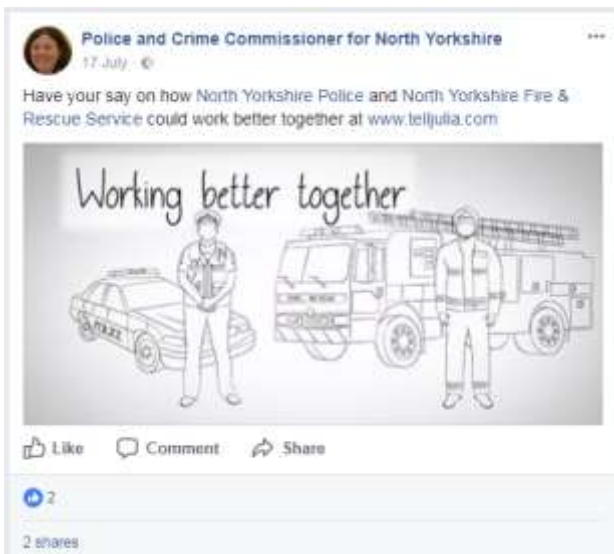 Police and Crime Commissioner for North Yorkshire
17 July
Have your say on how North Yorkshire Police and North Yorkshire Fire &
Rescue Service could work better together at www.telljulia.com
Working better together
POLICE
Like Comment Share
2
2 shares